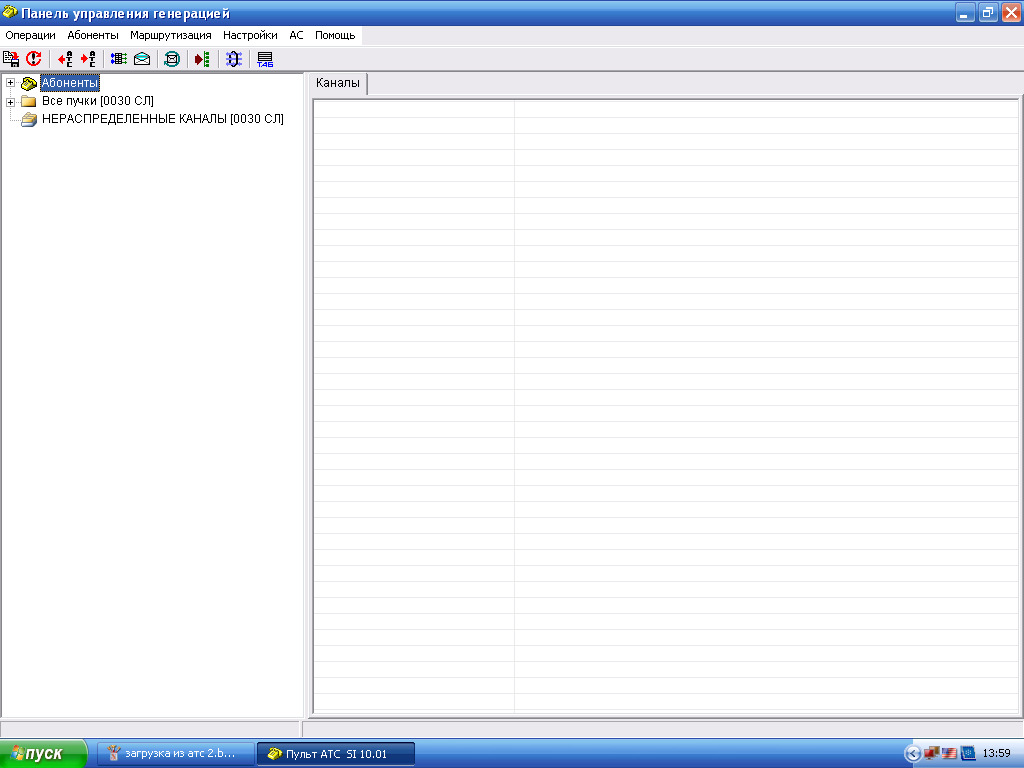 Панель управления генерацией
Операции Абоненты Маршрутизация Настройки АС Помощь
ТАБ
Абоненты
Все пучки [0030 СЛ]
НЕРАСПРЕДЕЛЕННЫЕ КАНАЛЫ [0030 СЛ]
Каналы
пуск
загрузка из атс 2.b...
Пульт АТС SI 10.01
13:59